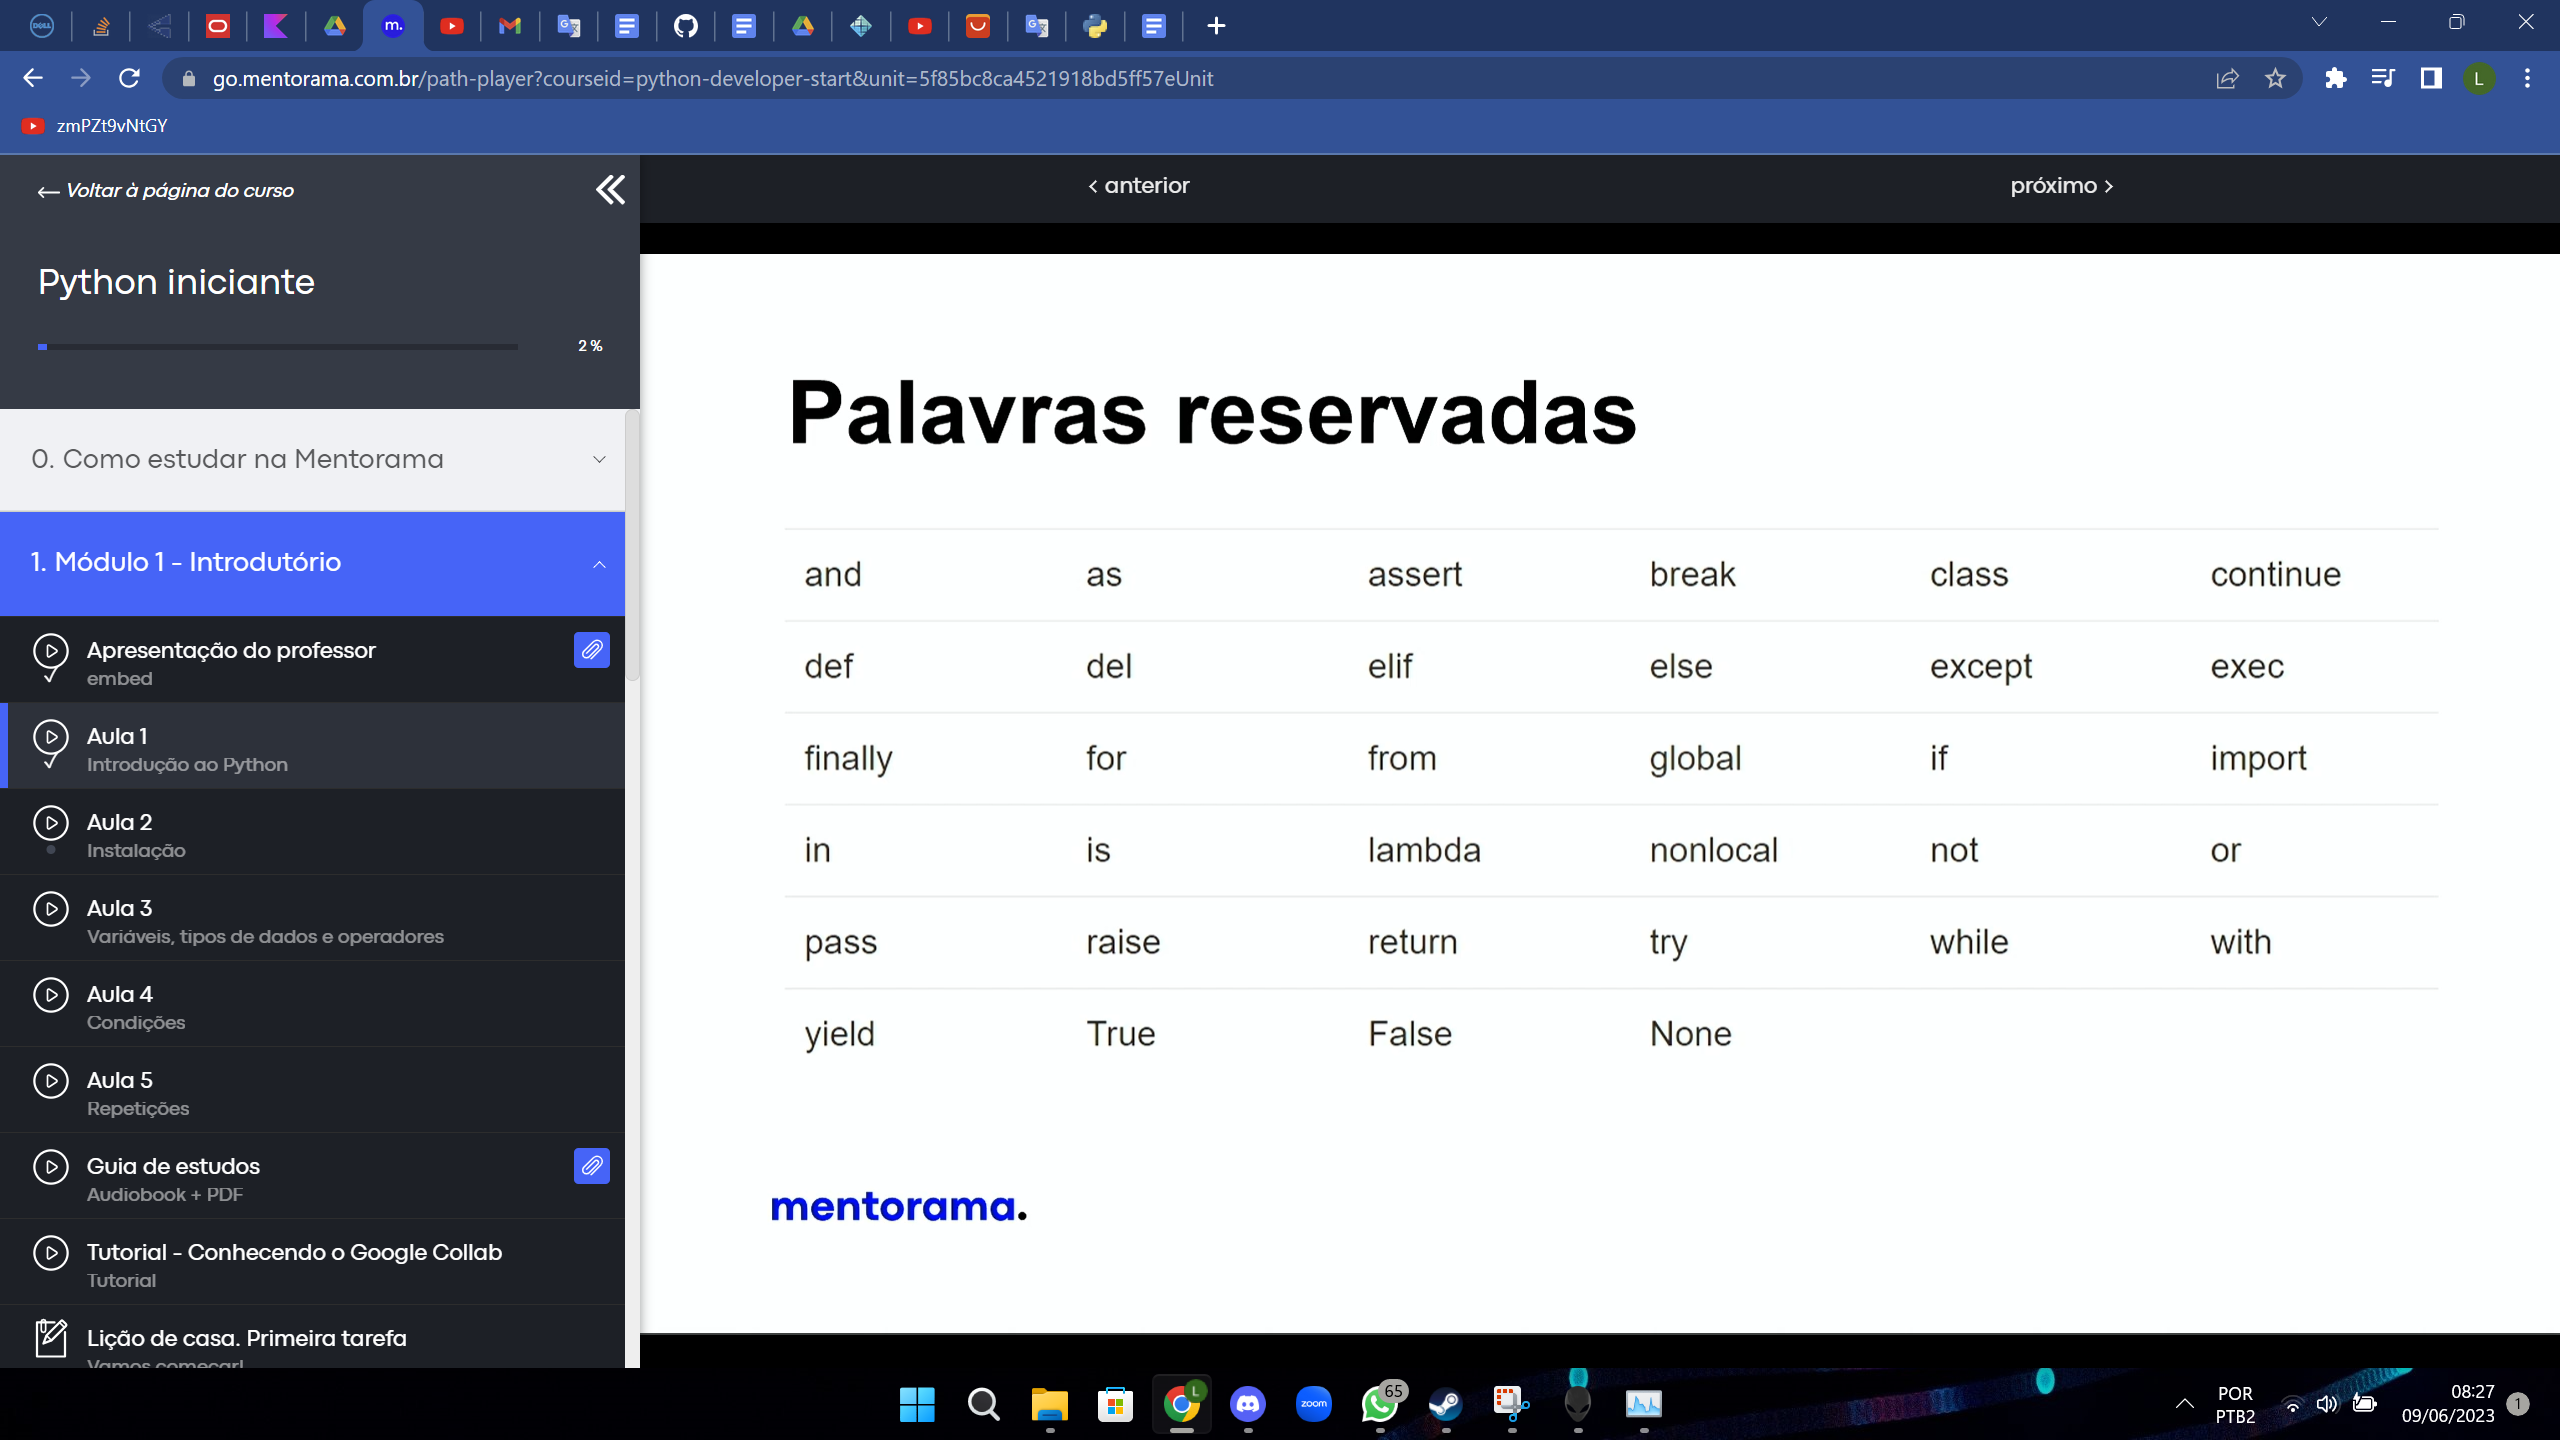 go.mentorama.com.br/path-player?courseid=python-developer-start&unit=5f85bc8ca4521918bd5ff57eUnit
L
zmPZt9vNtGY
← Voltar à página do curso
‹ anterior
próximo ›
Python iniciante
2 %
0. Como estudar na Mentorama
1. Módulo 1 - Introdutório
Apresentação do professor
embed
Aula 1
Introdução ao Python
Aula 2
Instalação
Aula 3
Variáveis, tipos de dados e operadores
Aula 4
Condições
Aula 5
Repetições
Guia de estudos
Audiobook + PDF
Tutorial - Conhecendo o Google Collab
Tutorial
Lição de casa. Primeira tarefa
Vamos começar!
Palavras reservadas
and as assert break class continue
def del elif else except exec
finally for from global if import
in is lambda nonlocal not or
pass raise return try while with
yield True False None
mentorama.
L
zoom
65
POR
PTB2
08:27
09/06/2023
1